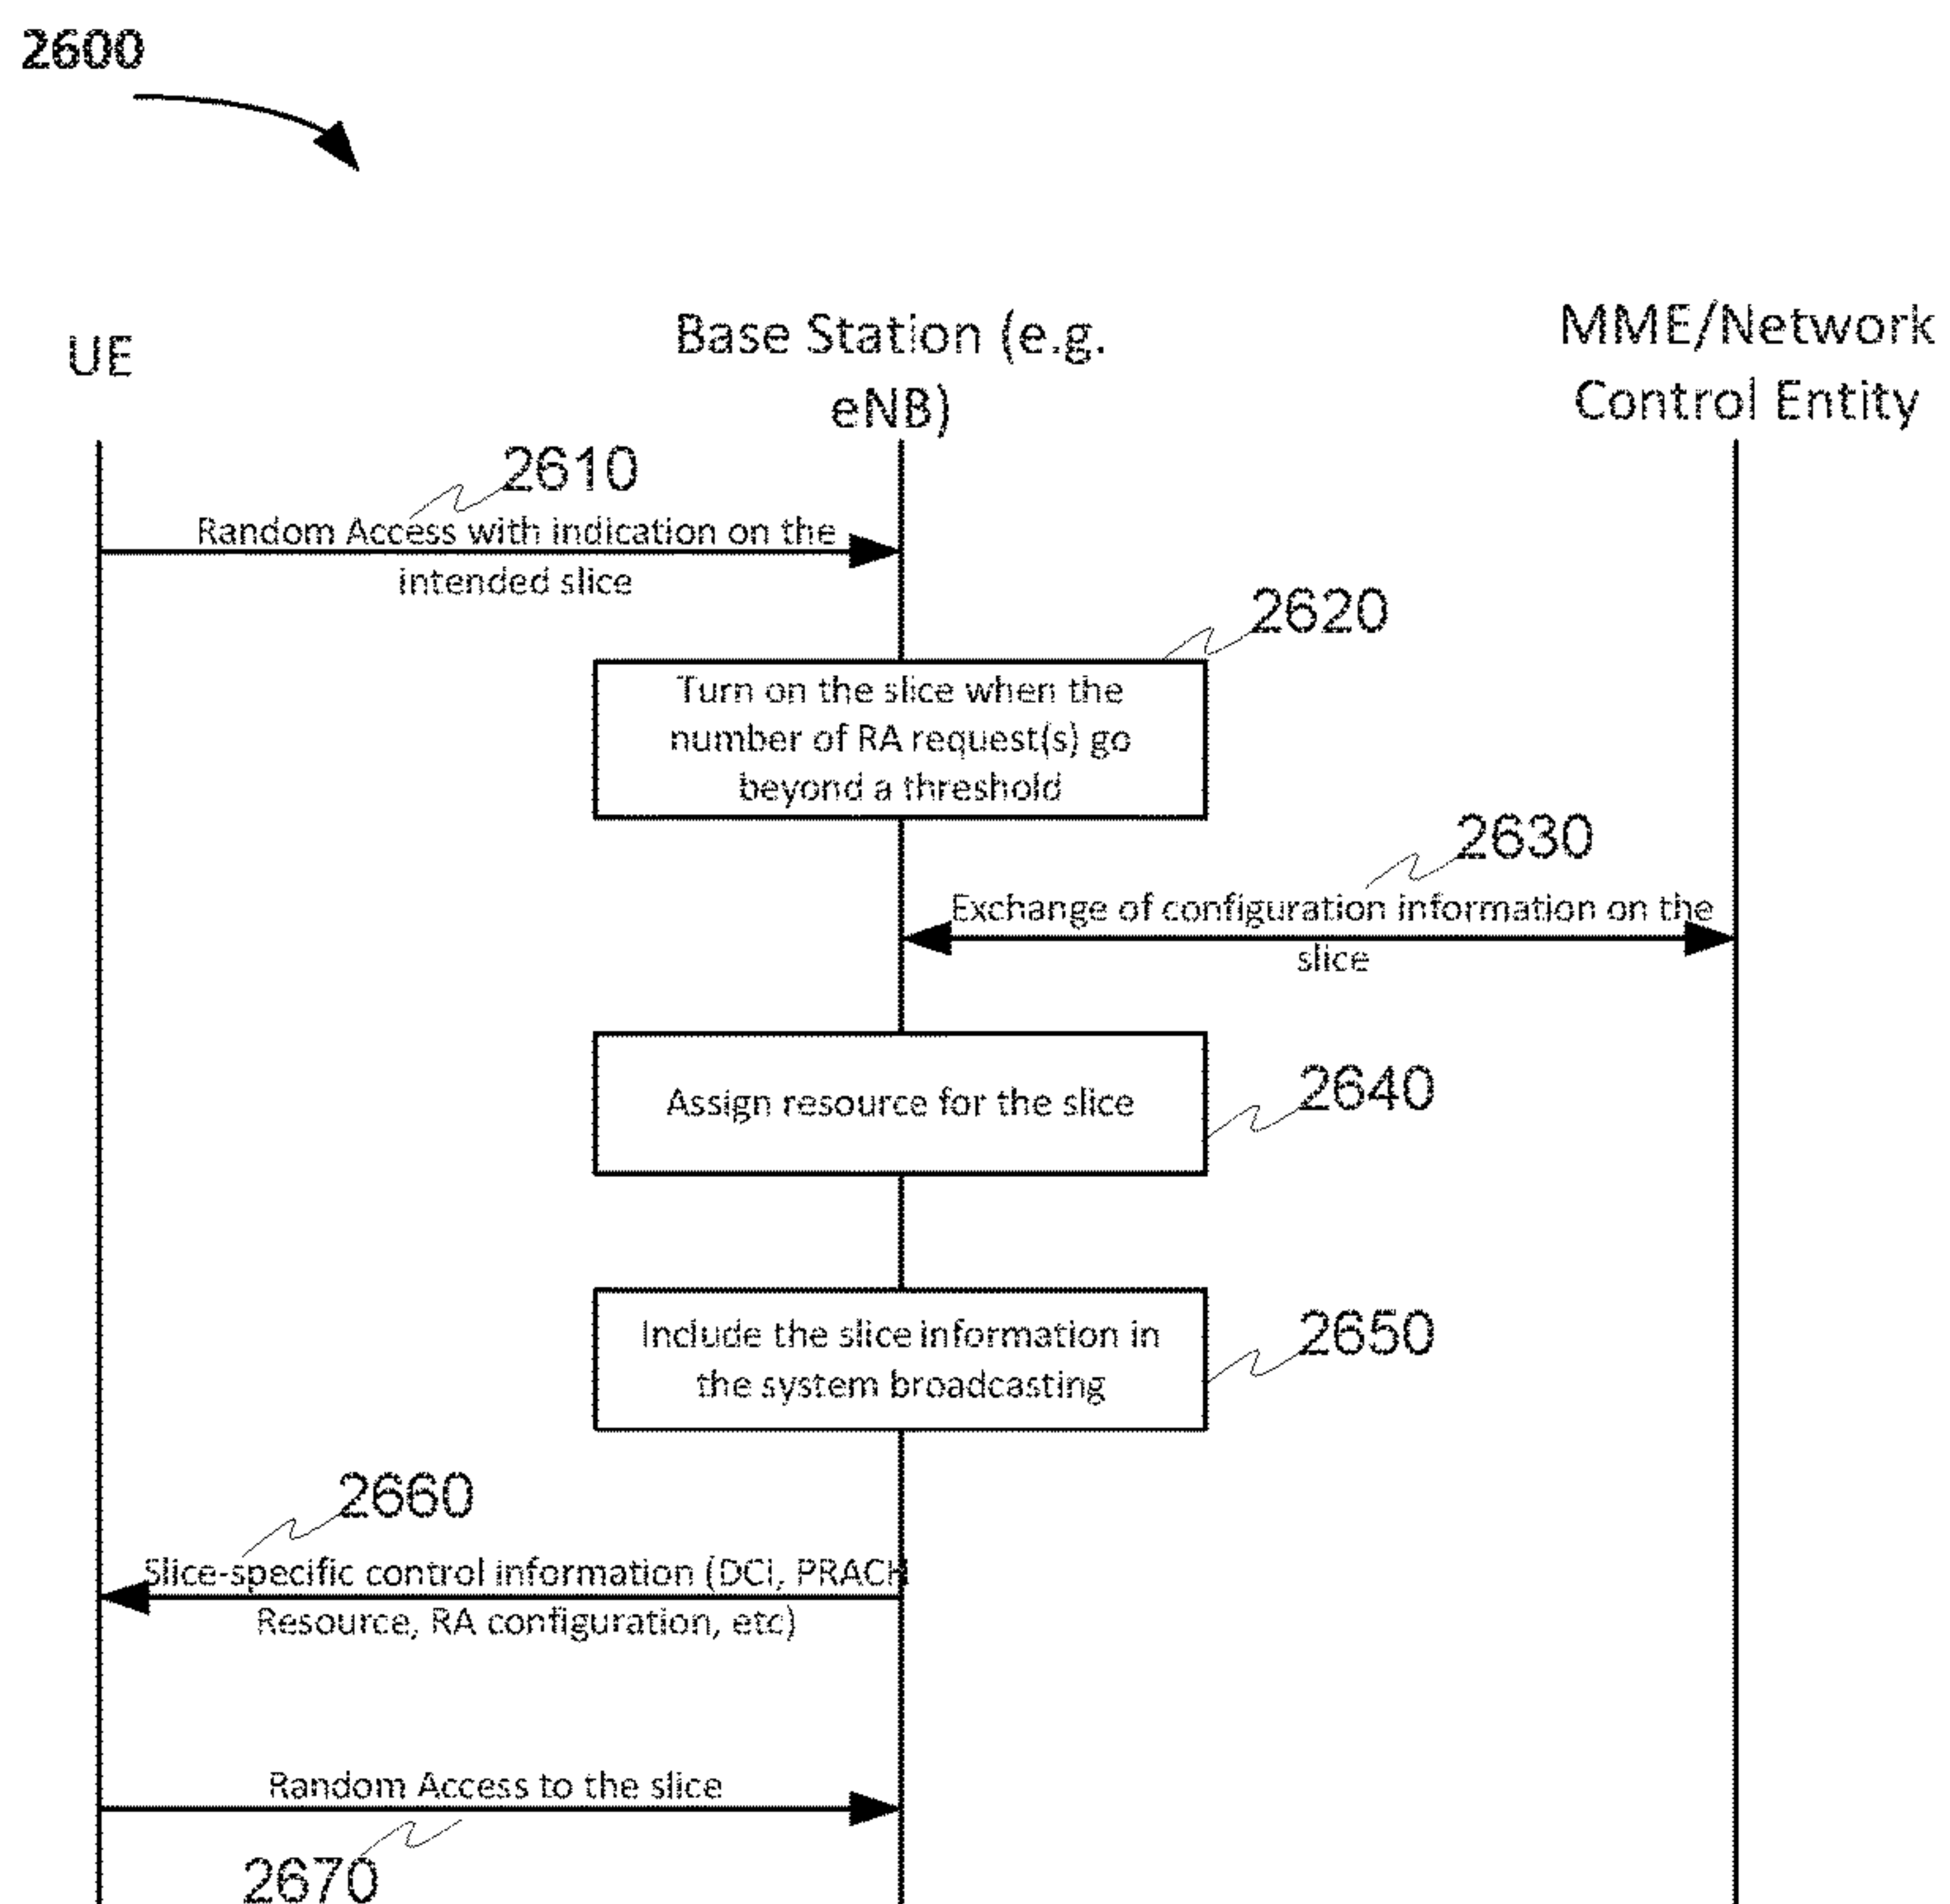 2600
UE
Base Station (e.g.
eNB)
MME/Network
Control Entity
2610
Random Access with indication on the
intended slice
2620
Turn on the slice when the
number of RA request(s) go
beyond a threshold
2630
Exchange of configuration information on the
slice
2640
Assign resource for the slice
2650
Include the slice information in
the system broadcasting
2660
Slice-specific control information (DCI, PRACH
Resource, RA configuration, etc)
Random Access to the slice
2670